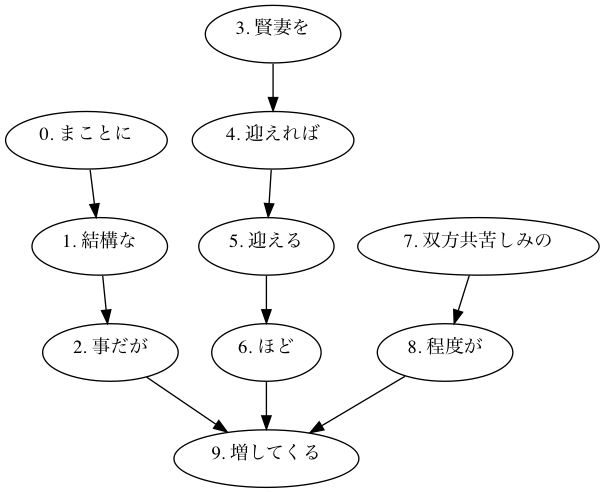 3. 賢妻を
0. まことに
4. 迎えれば
1. 結構な
5. 迎える
7. 双方共苦しみの
2. 事だが
6. ほど
8. 程度が
9. 増してくる